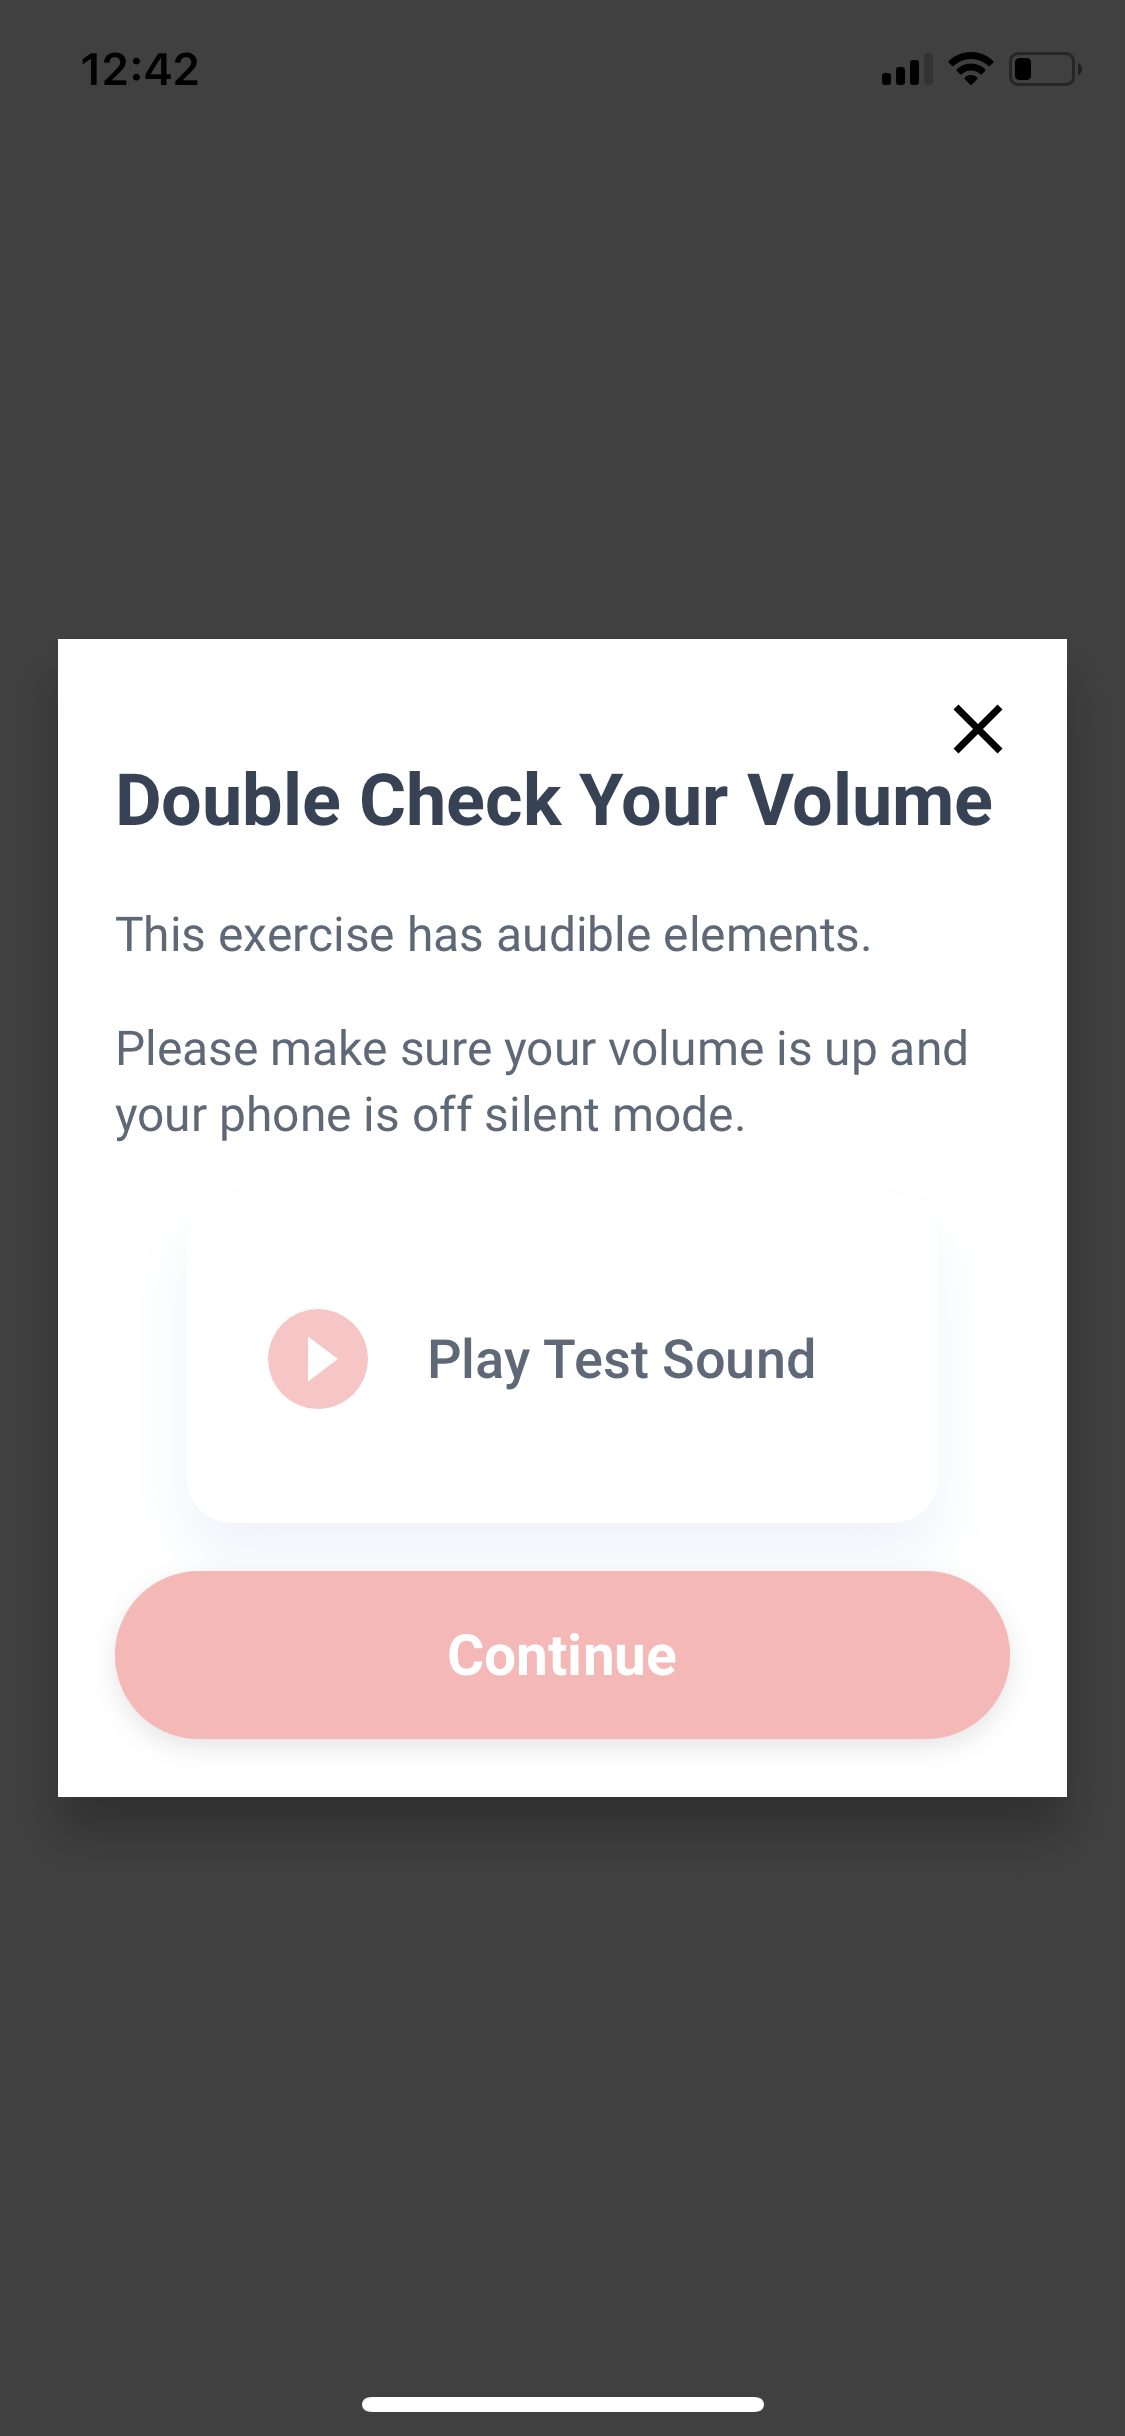 12:42
Double Check Your Volume
This exercise has audible elements.
Please make sure your volume is up and
your phone is off silent mode.
Play Test Sound
Continue